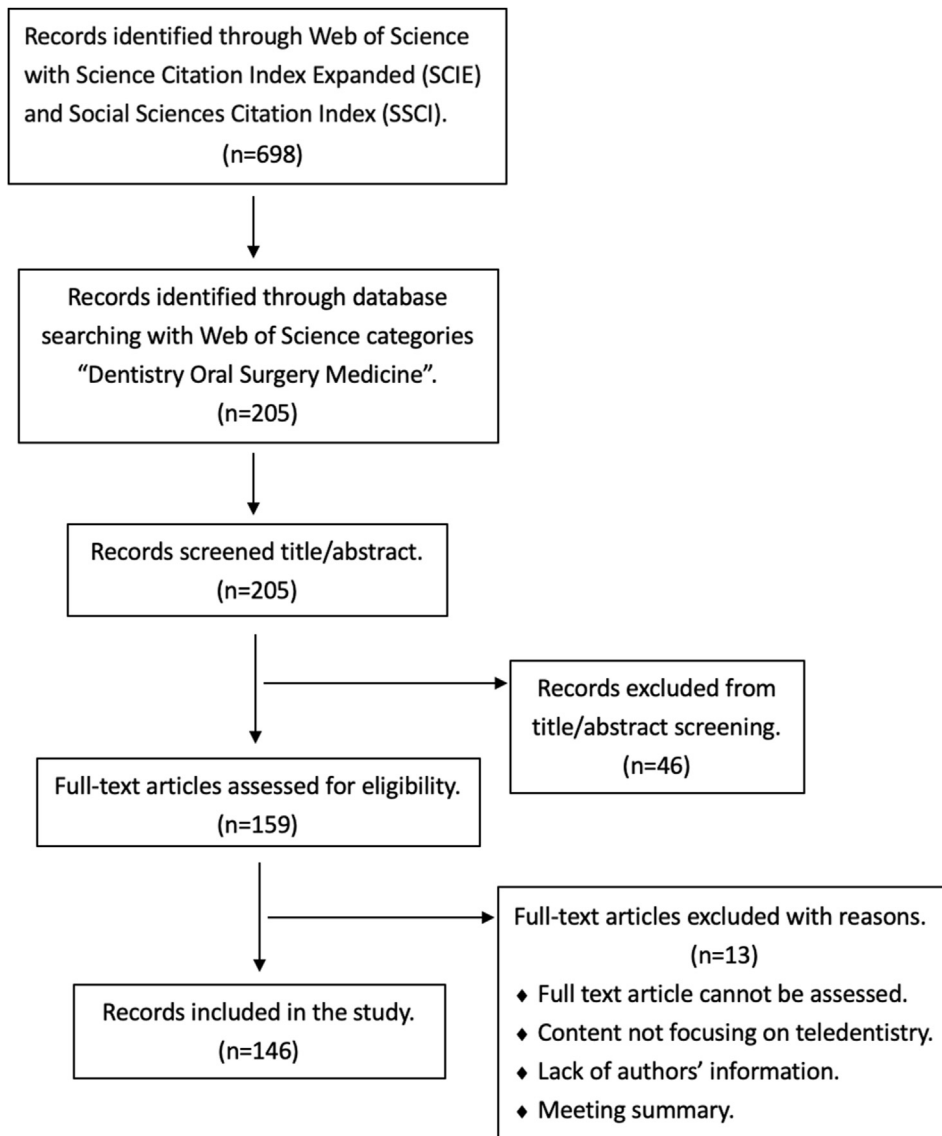 Records identified through Web of Science
with Science Citation Index Expanded (SCIE)
and Social Sciences Citation Index (SSCI).
(n=698)
Records identified through database
searching with Web of Science categories
“Dentistry Oral Surgery Medicine”.
(n=205)
Records screened title/abstract.
(n=205)
Records excluded from
title/abstract screening.
(n=46)
Full-text articles assessed for eligibility.
(n=159)
Full-text articles excluded with reasons.
(n=13)
♦ Full text article cannot be assessed.
♦ Content not focusing on teledentistry.
♦ Lack of authors’ information.
♦ Meeting summary.
Records included in the study.
(n=146)